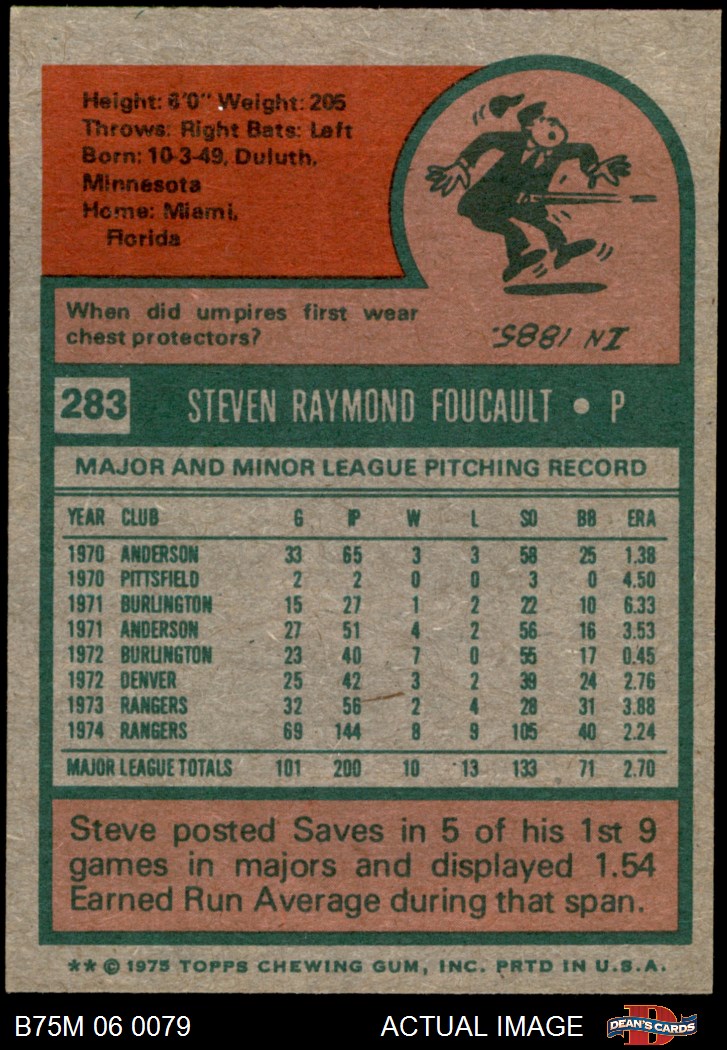 Height: 6'0" Weight: 205
Throws: Right Bats: Left
Born: 10-3-49, Duluth,
Minnesota
Home: Miami,
Florida
When did umpires first wear
chest protectors?
IN 1885.
283 STEVEN RAYMOND FOUCAULT • P
MAJOR AND MINOR LEAGUE PITCHING RECORD
YEAR CLUB G IP W L SO BB ERA
1970 ANDERSON 33 65 3 3 58 25 1.38
1970 PITTSFIELD 2 2 0 0 3 0 4.50
1971 BURLINGTON 15 27 1 2 22 10 6.33
1971 ANDERSON 27 51 4 2 56 16 3.53
1972 BURLINGTON 23 40 7 0 55 17 0.45
1972 DENVER 25 42 3 2 39 24 2.76
1973 RANGERS 32 56 2 4 28 31 3.88
1974 RANGERS 69 144 8 9 105 40 2.24
MAJOR LEAGUE TOTALS 101 200 10 13 133 71 2.70
Steve posted Saves in 5 of his 1st 9
games in majors and displayed 1.54
Earned Run Average during that span.
** © 1975 TOPPS CHEWING GUM, INC. PRTD IN U.S.A.
B75M 06 0079 ACTUAL IMAGE D DEAN'S CARDS